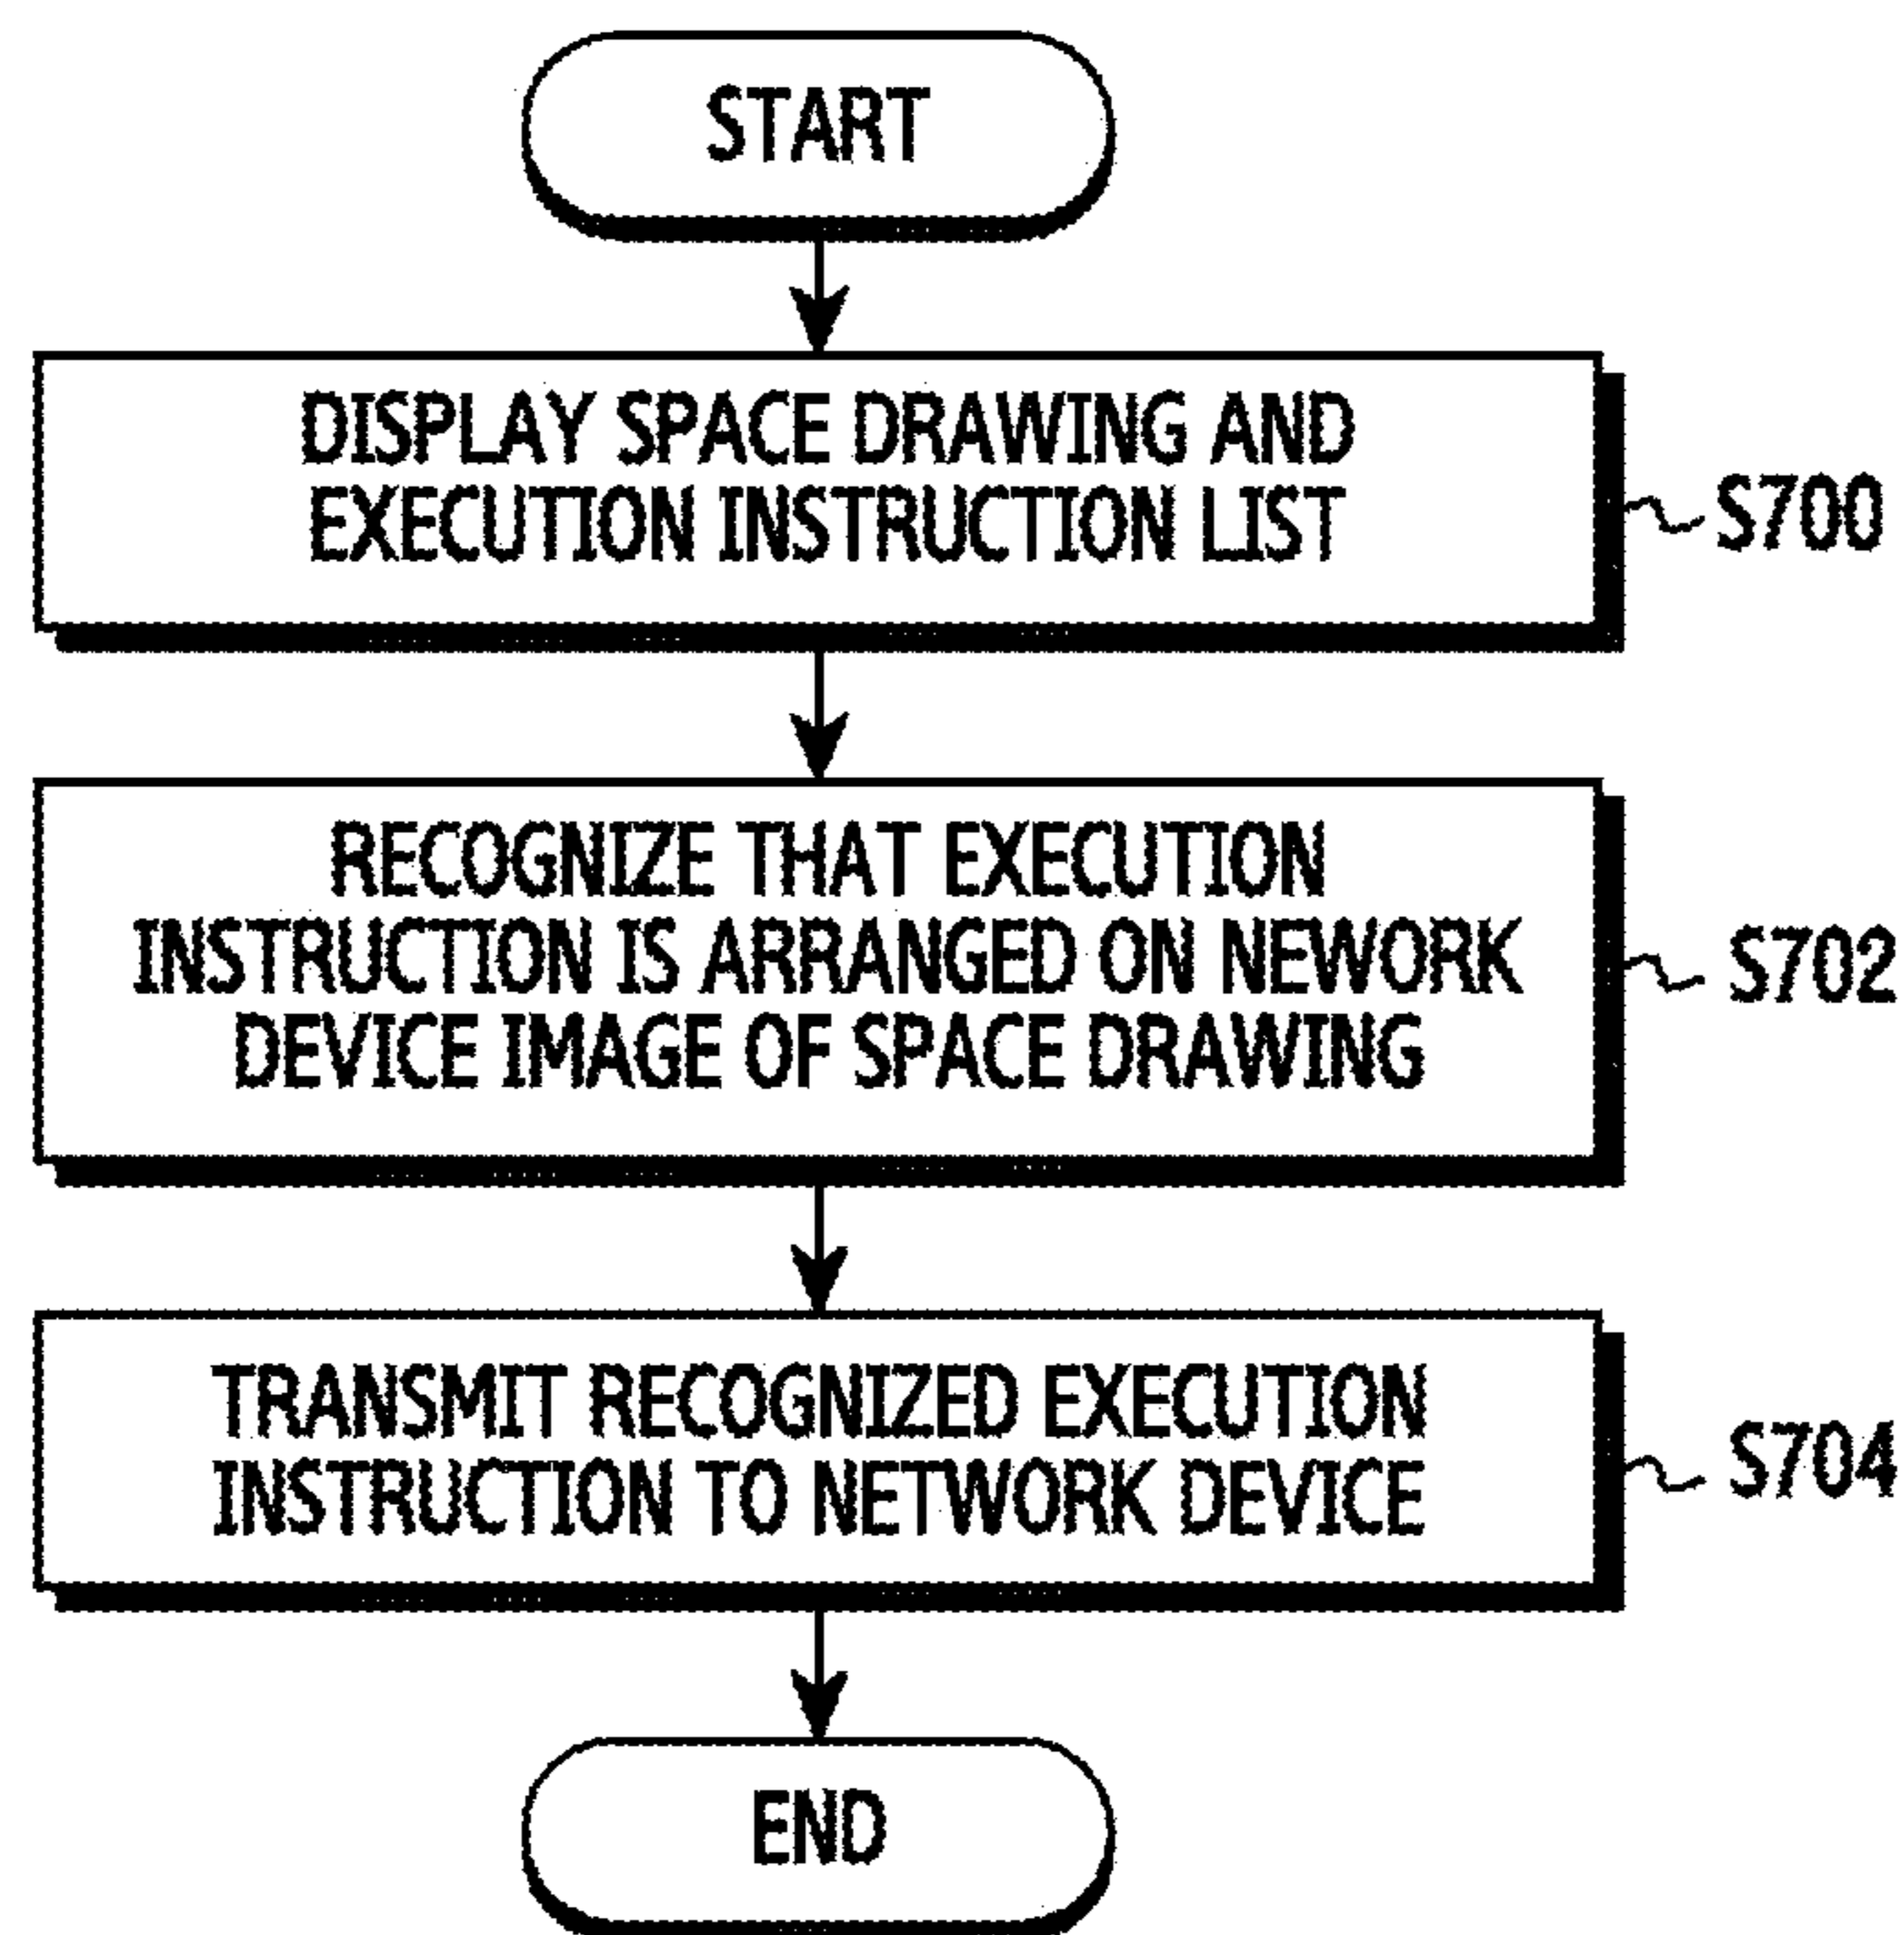 START
DISPLAY SPACE DRAWING AND
EXECUTION INSTRUCTION LIST
S700
RECOGNIZE THAT EXECUTION
INSTRUCTION IS ARRANGED ON NEWORK
DEVICE IMAGE OF SPACE DRAWING
S702
TRANSMIT RECOGNIZED EXECUTION
INSTRUCTION TO NETWORK DEVICE
S704
END